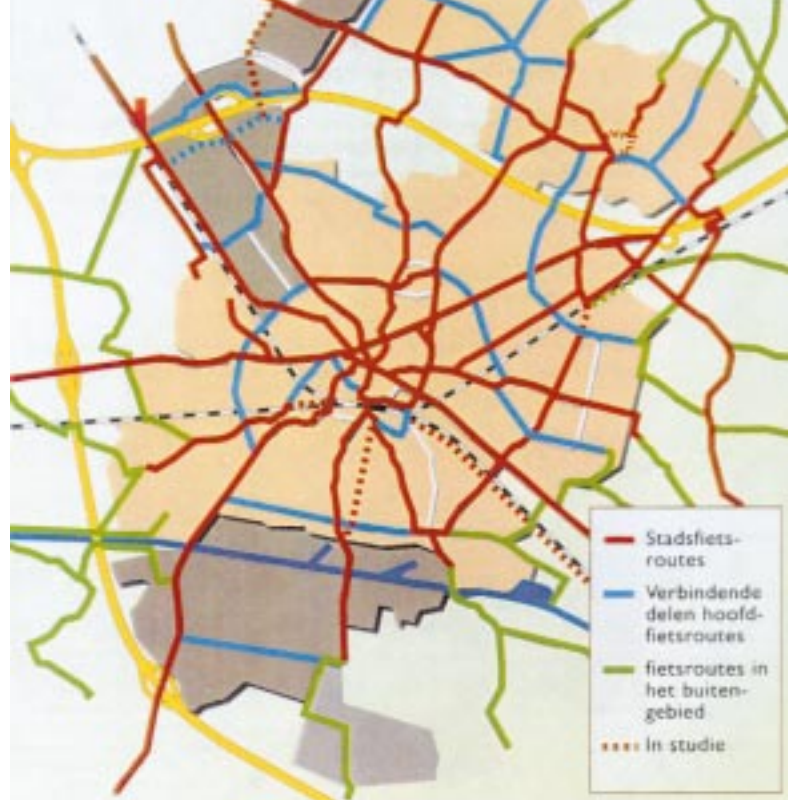 Stadsfiets-
routes
Verbindende
delen hoofd-
fietsroutes
fietsroutes in
het buiten-
gebied
In studie